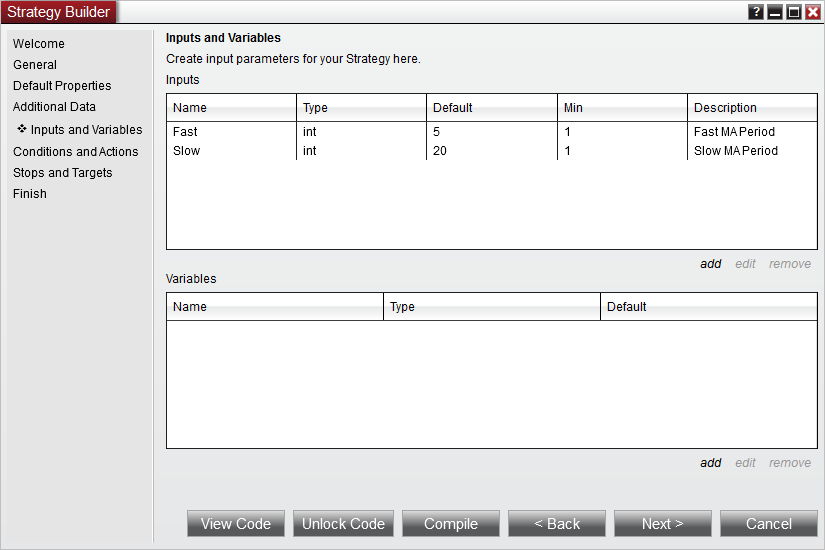 Strategy Builder
?
Welcome
General
Default Properties
Additional Data
Inputs and Variables
Conditions and Actions
Stops and Targets
Finish
Inputs and Variables
Create input parameters for your Strategy here.
Inputs
Name Type Default Min Description
Fast int 5 1 Fast MA Period
Slow int 20 1 Slow MA Period
add edit remove
Variables
Name Type Default
add edit remove
View Code Unlock Code Compile < Back Next > Cancel